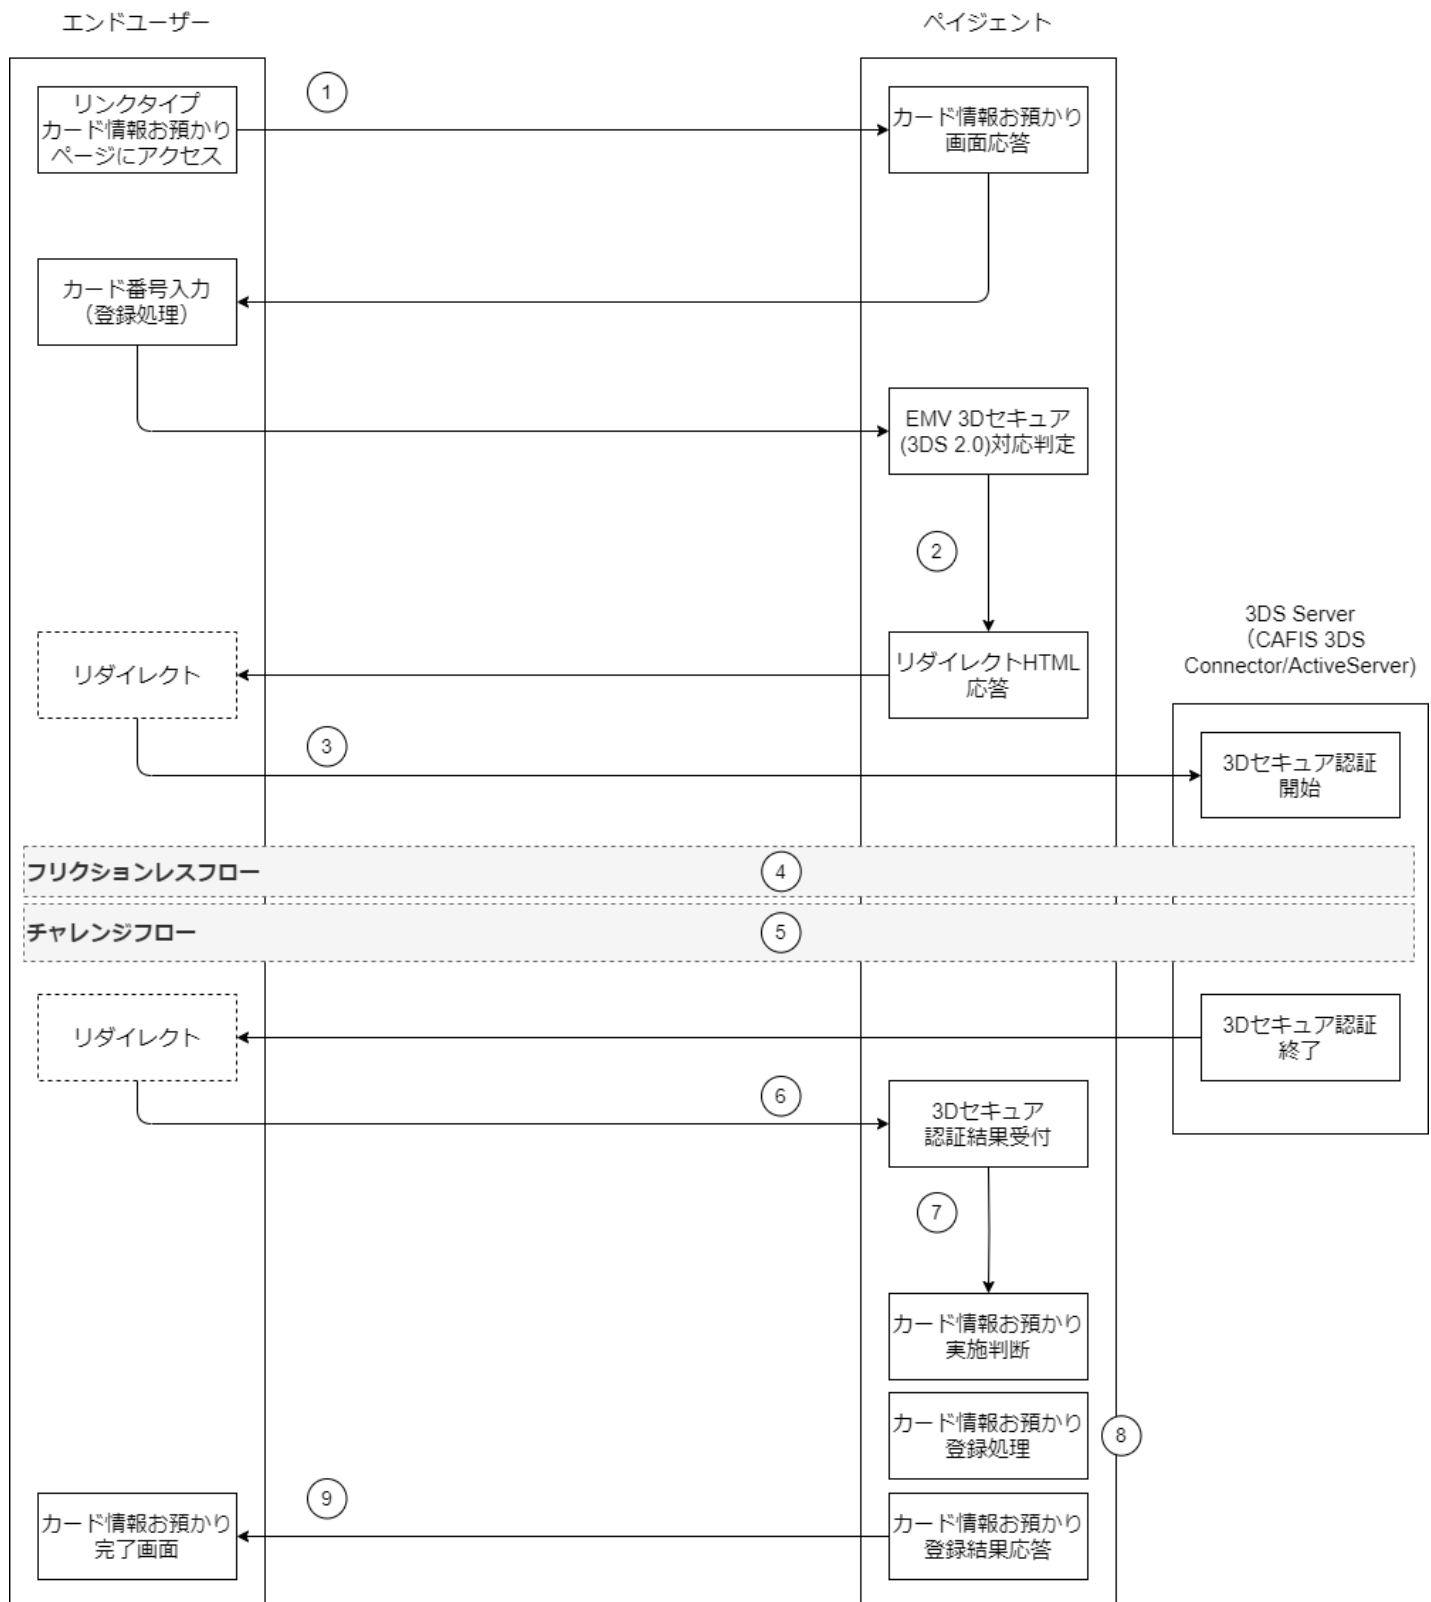 エンドユーザー
ペイジェント
リンクタイプ
カード情報お預かり
ページにアクセス
①
カード情報お預かり
画面応答
カード番号入力
（登録処理）
EMV 3Dセキュア
(3DS 2.0)対応判定
②
3DS Server
（CAFIS 3DS
Connector/ActiveServer)
リダイレクト
リダイレクトHTML
応答
③
3Dセキュア認証
開始
フリクションレスフロー
④
チャレンジフロー
⑤
リダイレクト
3Dセキュア認証
終了
⑥
3Dセキュア
認証結果受付
⑦
カード情報お預かり
実施判断
カード情報お預かり
登録処理
⑧
⑨
カード情報お預かり
完了画面
カード情報お預かり
登録結果応答